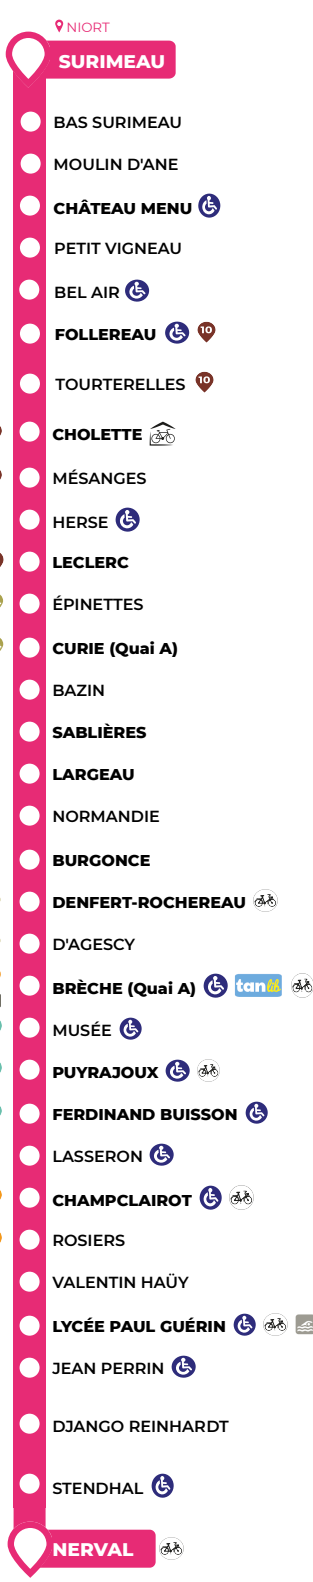 NIORT
SURIMEAU
BAS SURIMEAU
MOULIN D'ANE
CHÂTEAU MENU
PETIT VIGNEAU
BEL AIR
FOLLEREAU 10
TOURTERELLES 10
CHOLETTE
MÉSANGES
HERSE
LECLERC
ÉPINETTES
CURIE (Quai A)
BAZIN
SABLIÈRES
LARGEAU
NORMANDIE
BURGONCE
DENFERT-ROCHEREAU
D'AGESCY
BRÈCHE (Quai A) tanlib
MUSÉE
PUYRAJOUX
FERDINAND BUISSON
LASSERON
CHAMPCLAIROT
ROSIERS
VALENTIN HAÜY
LYCÉE PAUL GUÉRIN
JEAN PERRIN
DJANGO REINHARDT
STENDHAL
NERVAL